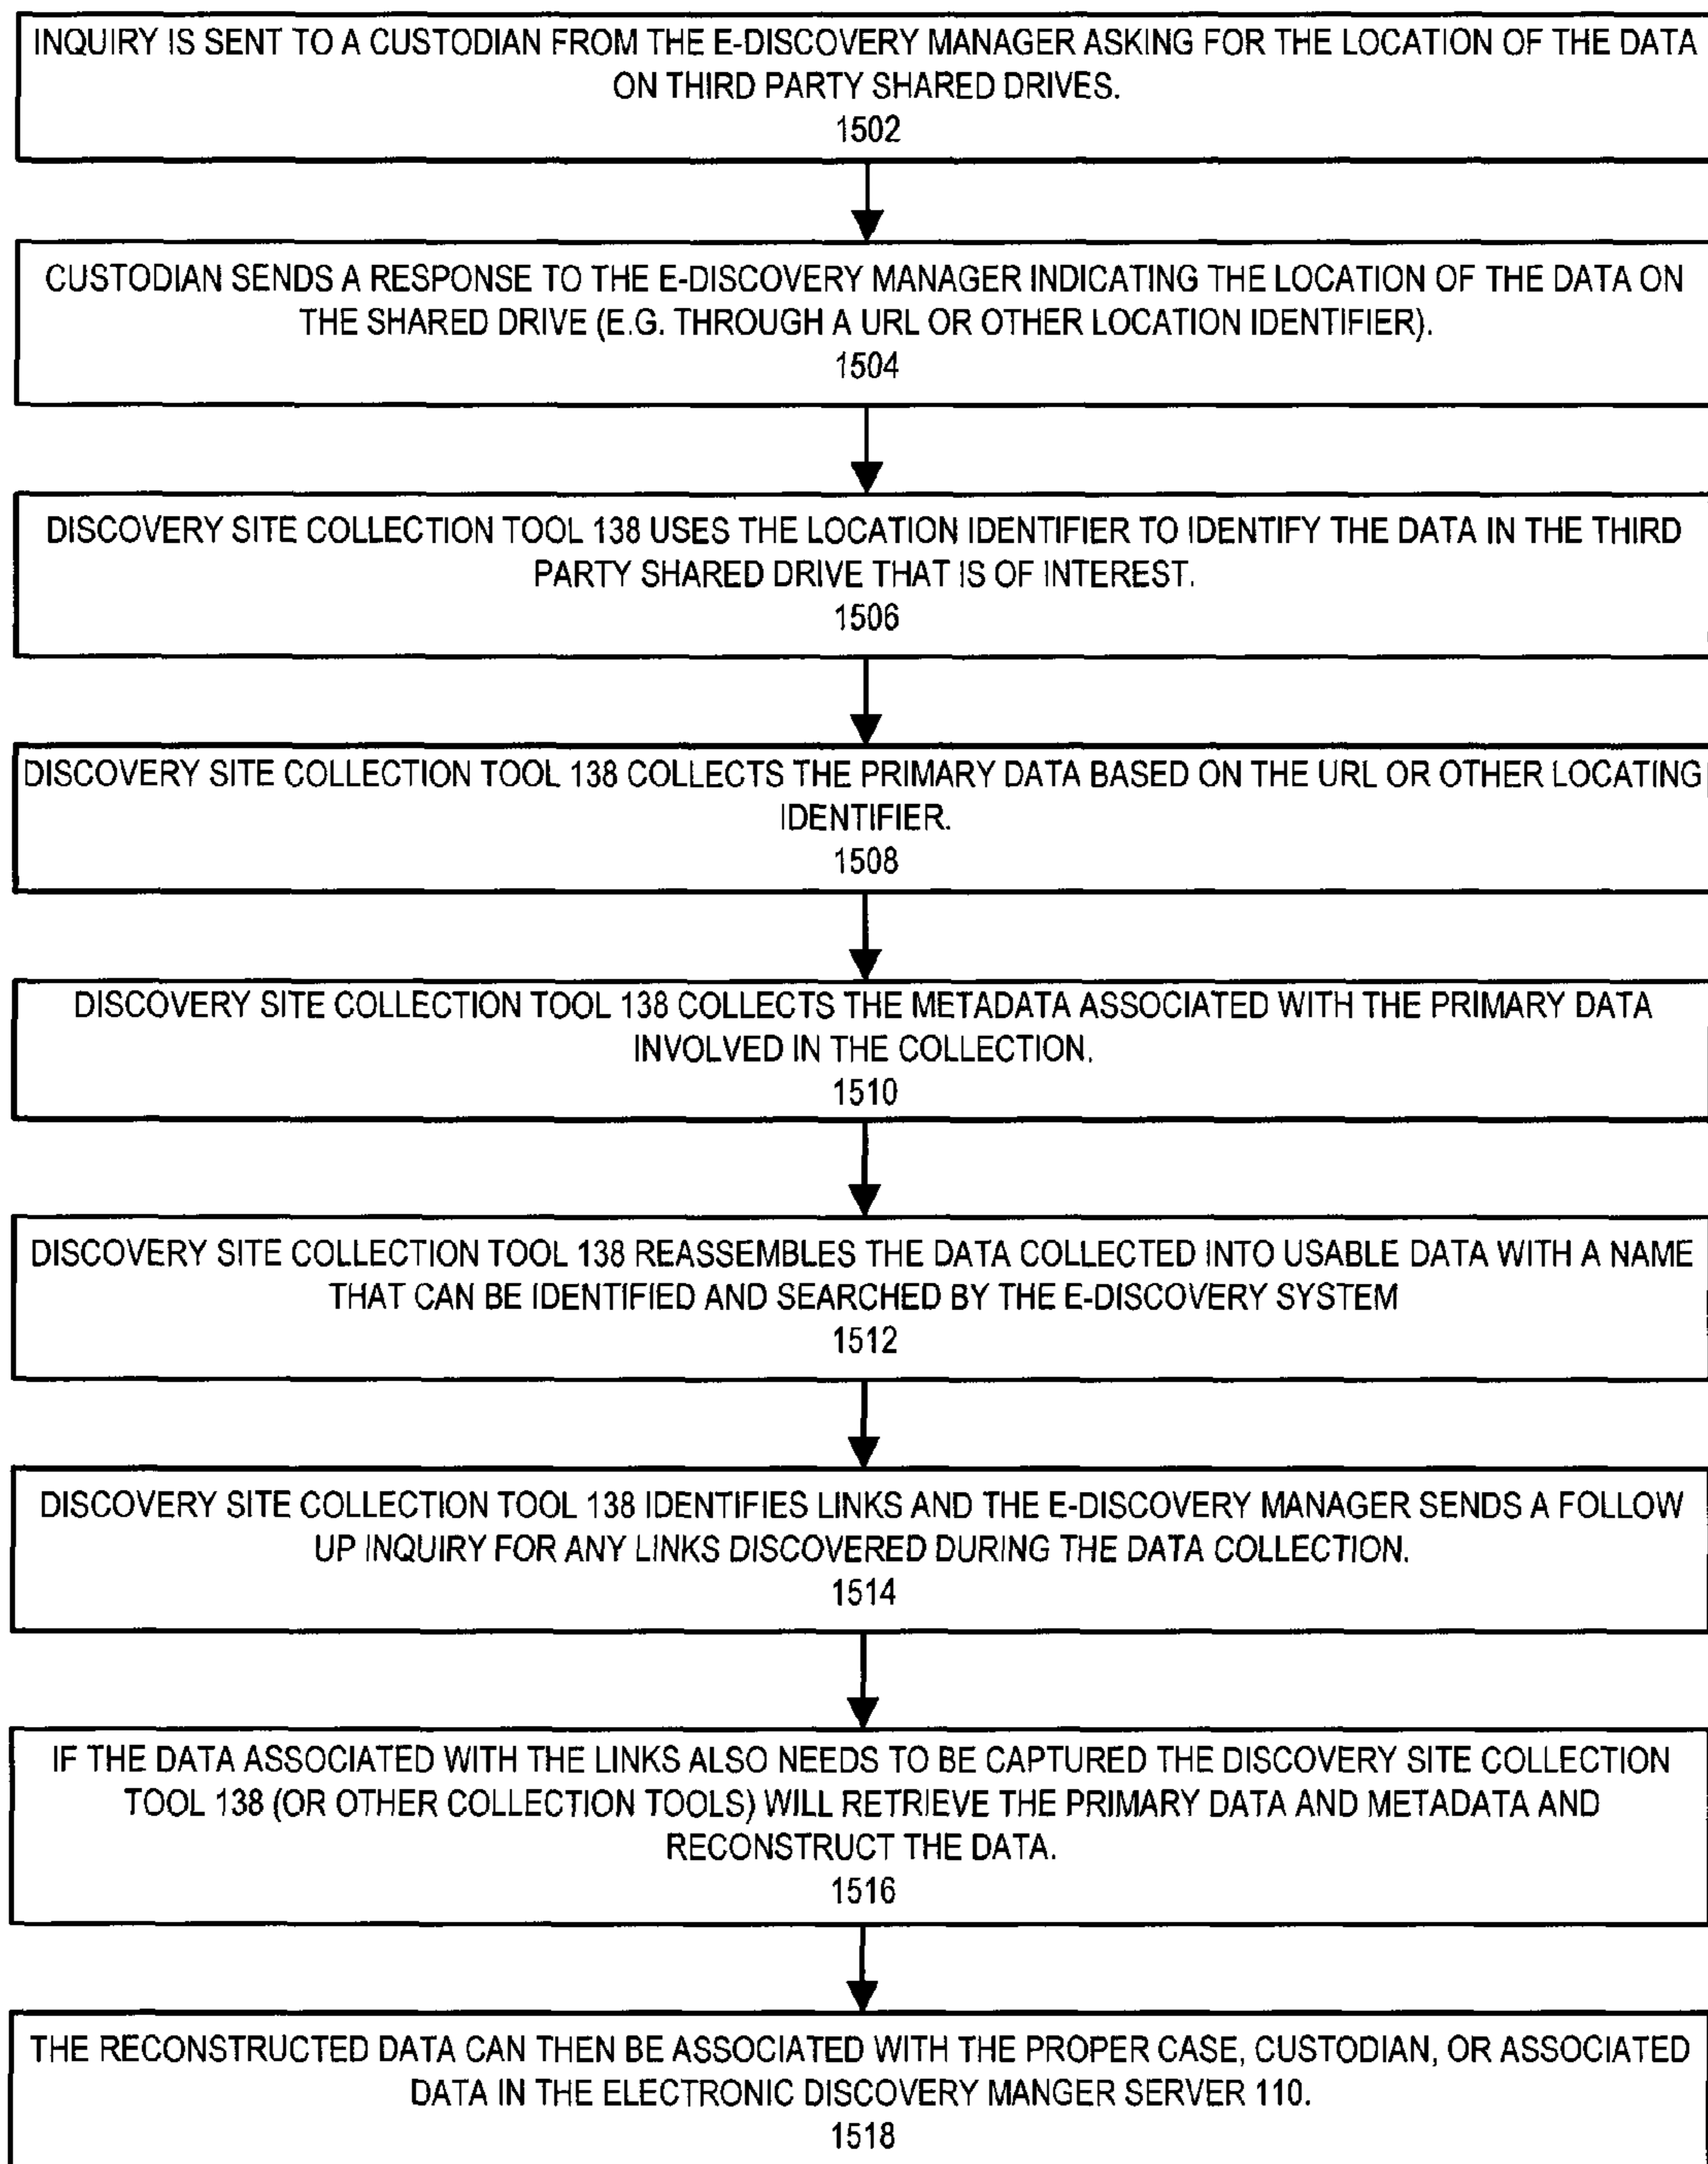 INQUIRY IS SENT TO A CUSTODIAN FROM THE E-DISCOVERY MANAGER ASKING FOR THE LOCATION OF THE DATA
ON THIRD PARTY SHARED DRIVES.
1502
CUSTODIAN SENDS A RESPONSE TO THE E-DISCOVERY MANAGER INDICATING THE LOCATION OF THE DATA ON
THE SHARED DRIVE (E.G. THROUGH A URL OR OTHER LOCATION IDENTIFIER).
1504
DISCOVERY SITE COLLECTION TOOL 138 USES THE LOCATION IDENTIFIER TO IDENTIFY THE DATA IN THE THIRD
PARTY SHARED DRIVE THAT IS OF INTEREST.
1506
DISCOVERY SITE COLLECTION TOOL 138 COLLECTS THE PRIMARY DATA BASED ON THE URL OR OTHER LOCATING
IDENTIFIER.
1508
DISCOVERY SITE COLLECTION TOOL 138 COLLECTS THE METADATA ASSOCIATED WITH THE PRIMARY DATA
INVOLVED IN THE COLLECTION.
1510
DISCOVERY SITE COLLECTION TOOL 138 REASSEMBLES THE DATA COLLECTED INTO USABLE DATA WITH A NAME
THAT CAN BE IDENTIFIED AND SEARCHED BY THE E-DISCOVERY SYSTEM
1512
DISCOVERY SITE COLLECTION TOOL 138 IDENTIFIES LINKS AND THE E-DISCOVERY MANAGER SENDS A FOLLOW
UP INQUIRY FOR ANY LINKS DISCOVERED DURING THE DATA COLLECTION.
1514
IF THE DATA ASSOCIATED WITH THE LINKS ALSO NEEDS TO BE CAPTURED THE DISCOVERY SITE COLLECTION
TOOL 138 (OR OTHER COLLECTION TOOLS) WILL RETRIEVE THE PRIMARY DATA AND METADATA AND
RECONSTRUCT THE DATA.
1516
THE RECONSTRUCTED DATA CAN THEN BE ASSOCIATED WITH THE PROPER CASE, CUSTODIAN, OR ASSOCIATED
DATA IN THE ELECTRONIC DISCOVERY MANGER SERVER 110.
1518